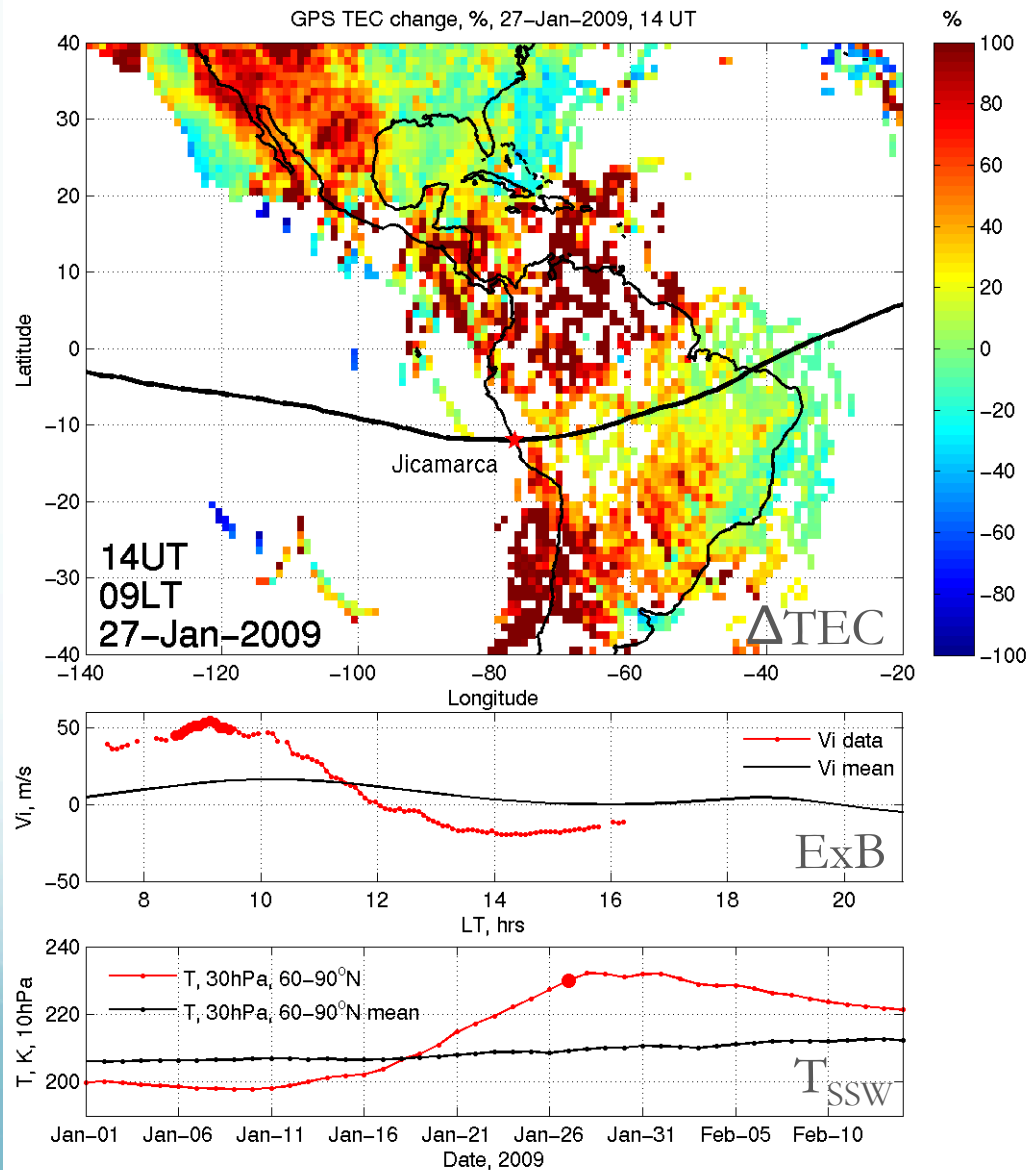 GPS TEC change, %, 27−Jan−2009, 14 UT
%
40
30
20
10
0
−10
−20
−30
−40
Latitude
−140
−120
−100
−80
−60
−40
−20
Longitude
Jicamarca
14UT
09LT
27−Jan−2009
ΔTEC
100
80
60
40
20
0
−20
−40
−60
−80
−100
50
0
−50
Vi, m/s
Vi data
Vi mean
ExB
8
10
12
14
16
18
20
LT, hrs
240
220
200
T, K, 10hPa
T, 30hPa, 60−90°N
T, 30hPa, 60−90°N mean
TSSW
Jan−01
Jan−06
Jan−11
Jan−16
Jan−21
Jan−26
Jan−31
Feb−05
Feb−10
Date, 2009